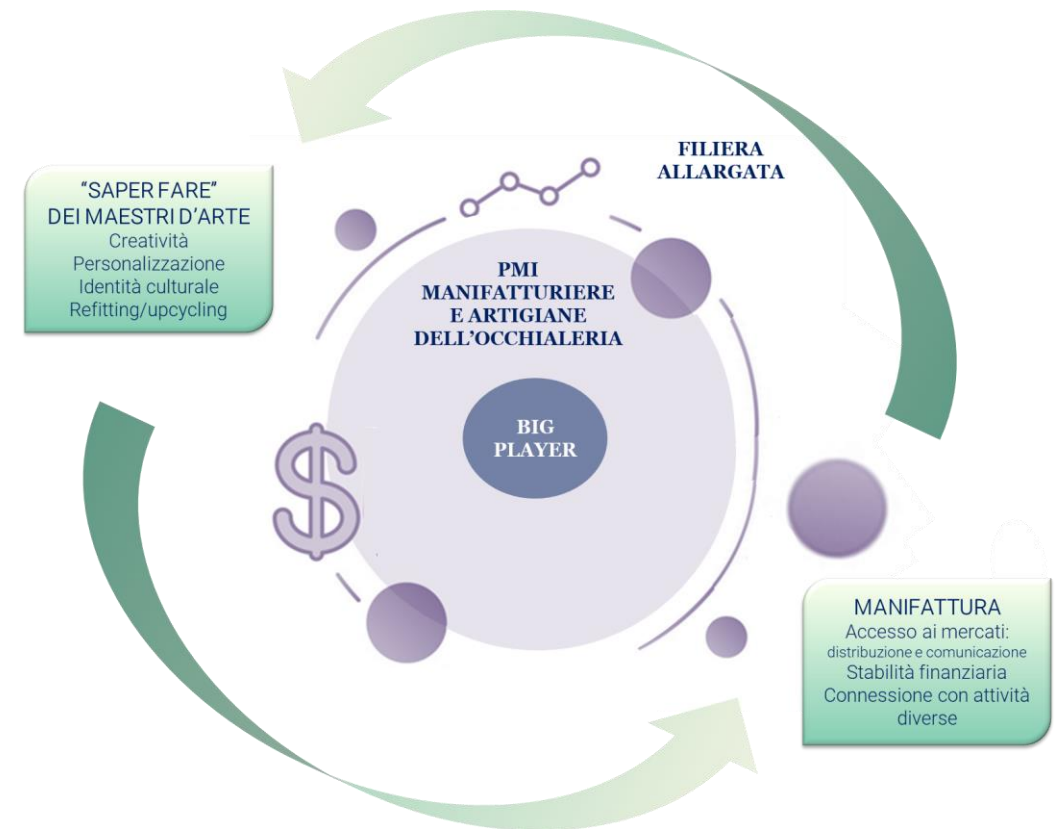 FILIERA
ALLARGATA
“SAPER FARE”
DEI MAESTRI D’ARTE
Creatività
Personalizzazione
Identità culturale
Refitting/upcycling
PMI
MANIFATTURIERE
E ARTIGIANE
DELL’OCCHIALERIA
BIG
PLAYER
$
MANIFATTURA
Accesso ai mercati:
distribuzione e comunicazione
Stabilità finanziaria
Connessione con attività
diverse